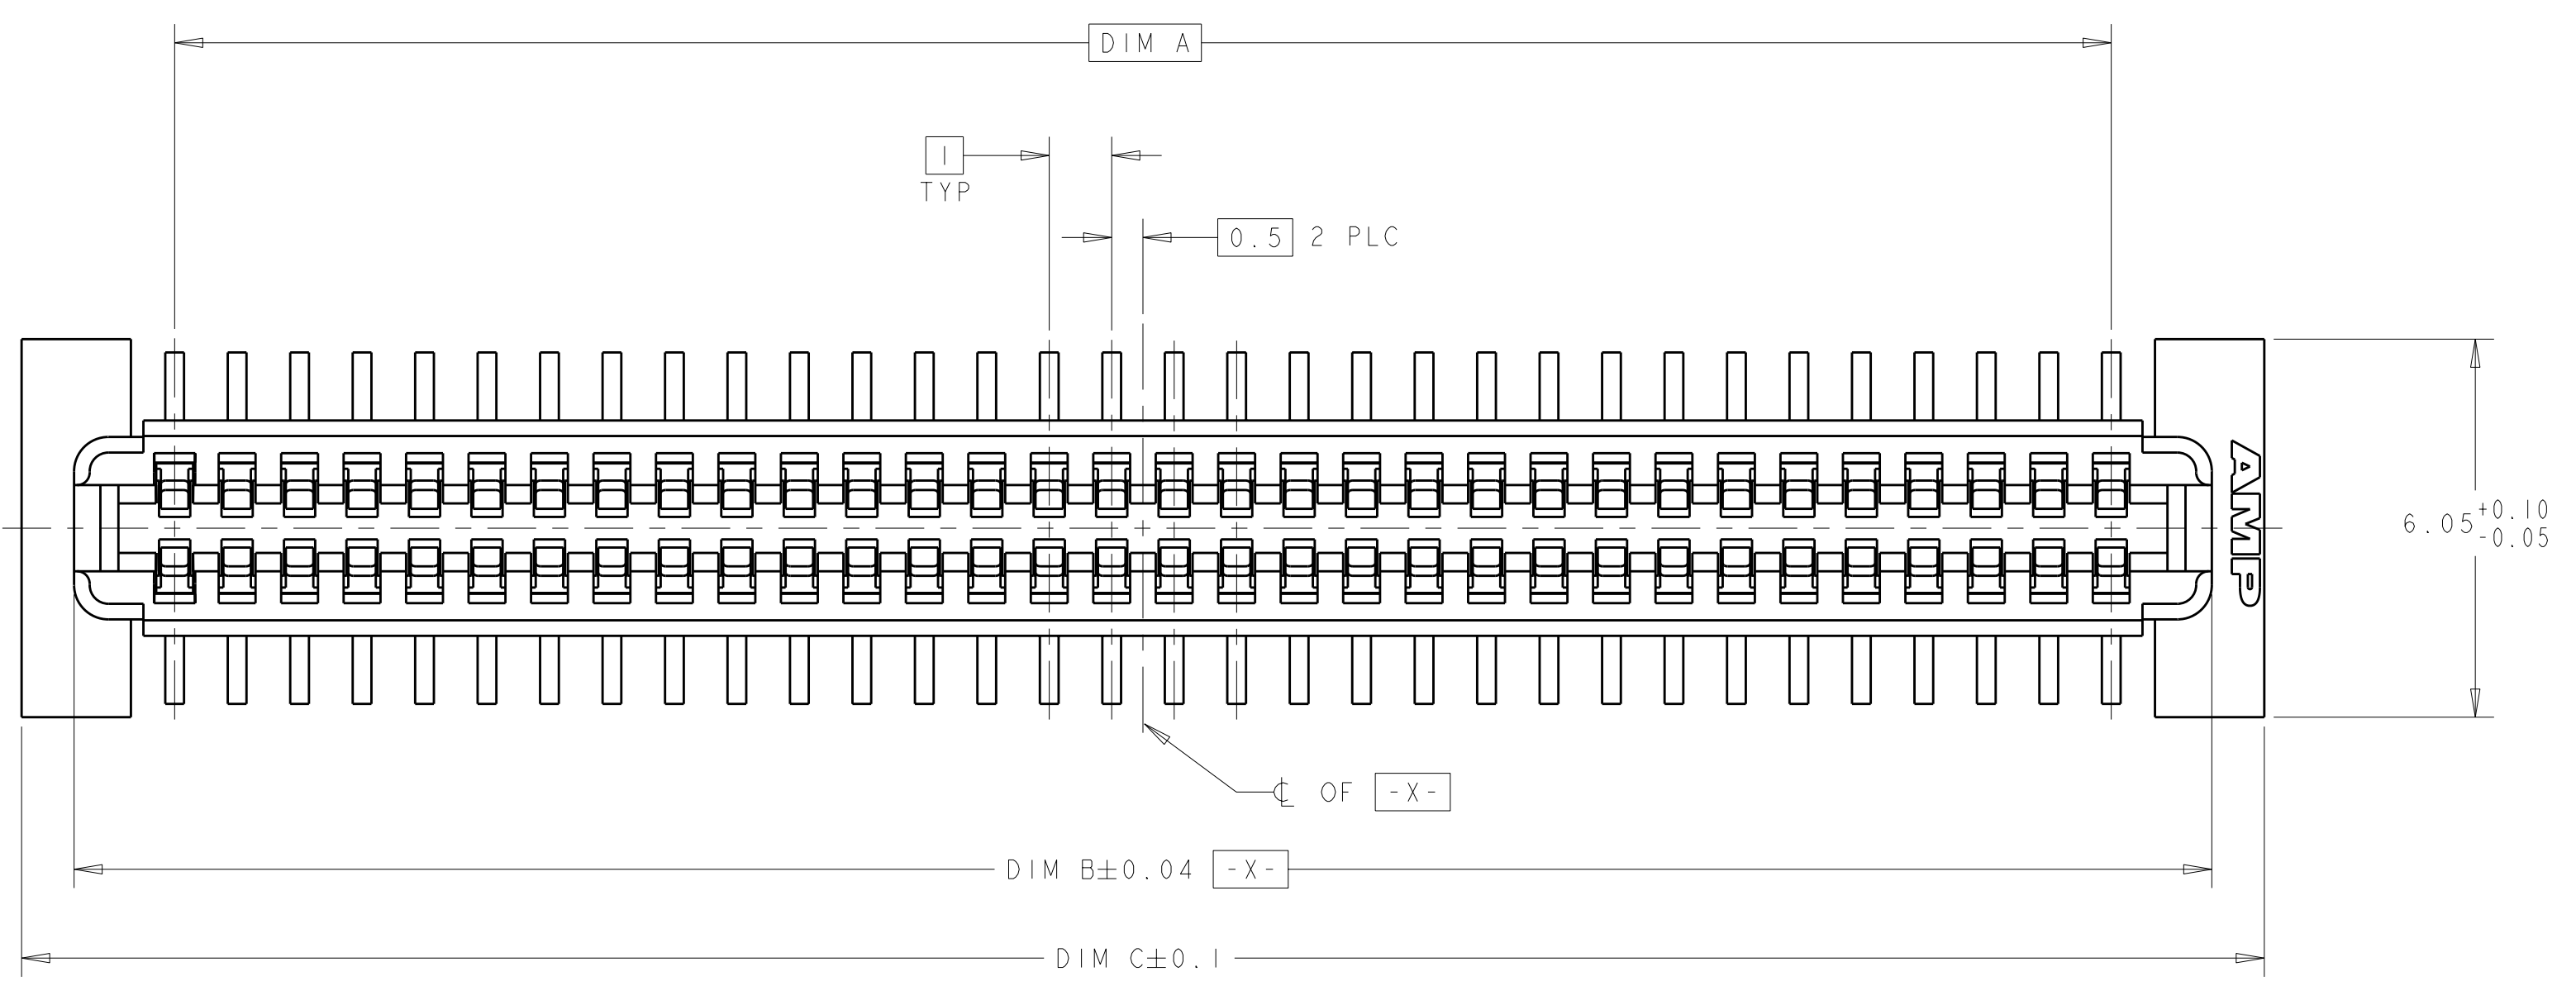 DIM A
1
TYP
0.5 2 PLC
AMP
6.05 +0.10
-0.05
℄ OF -X-
DIM B±0.04 -X-
DIM C±0.1